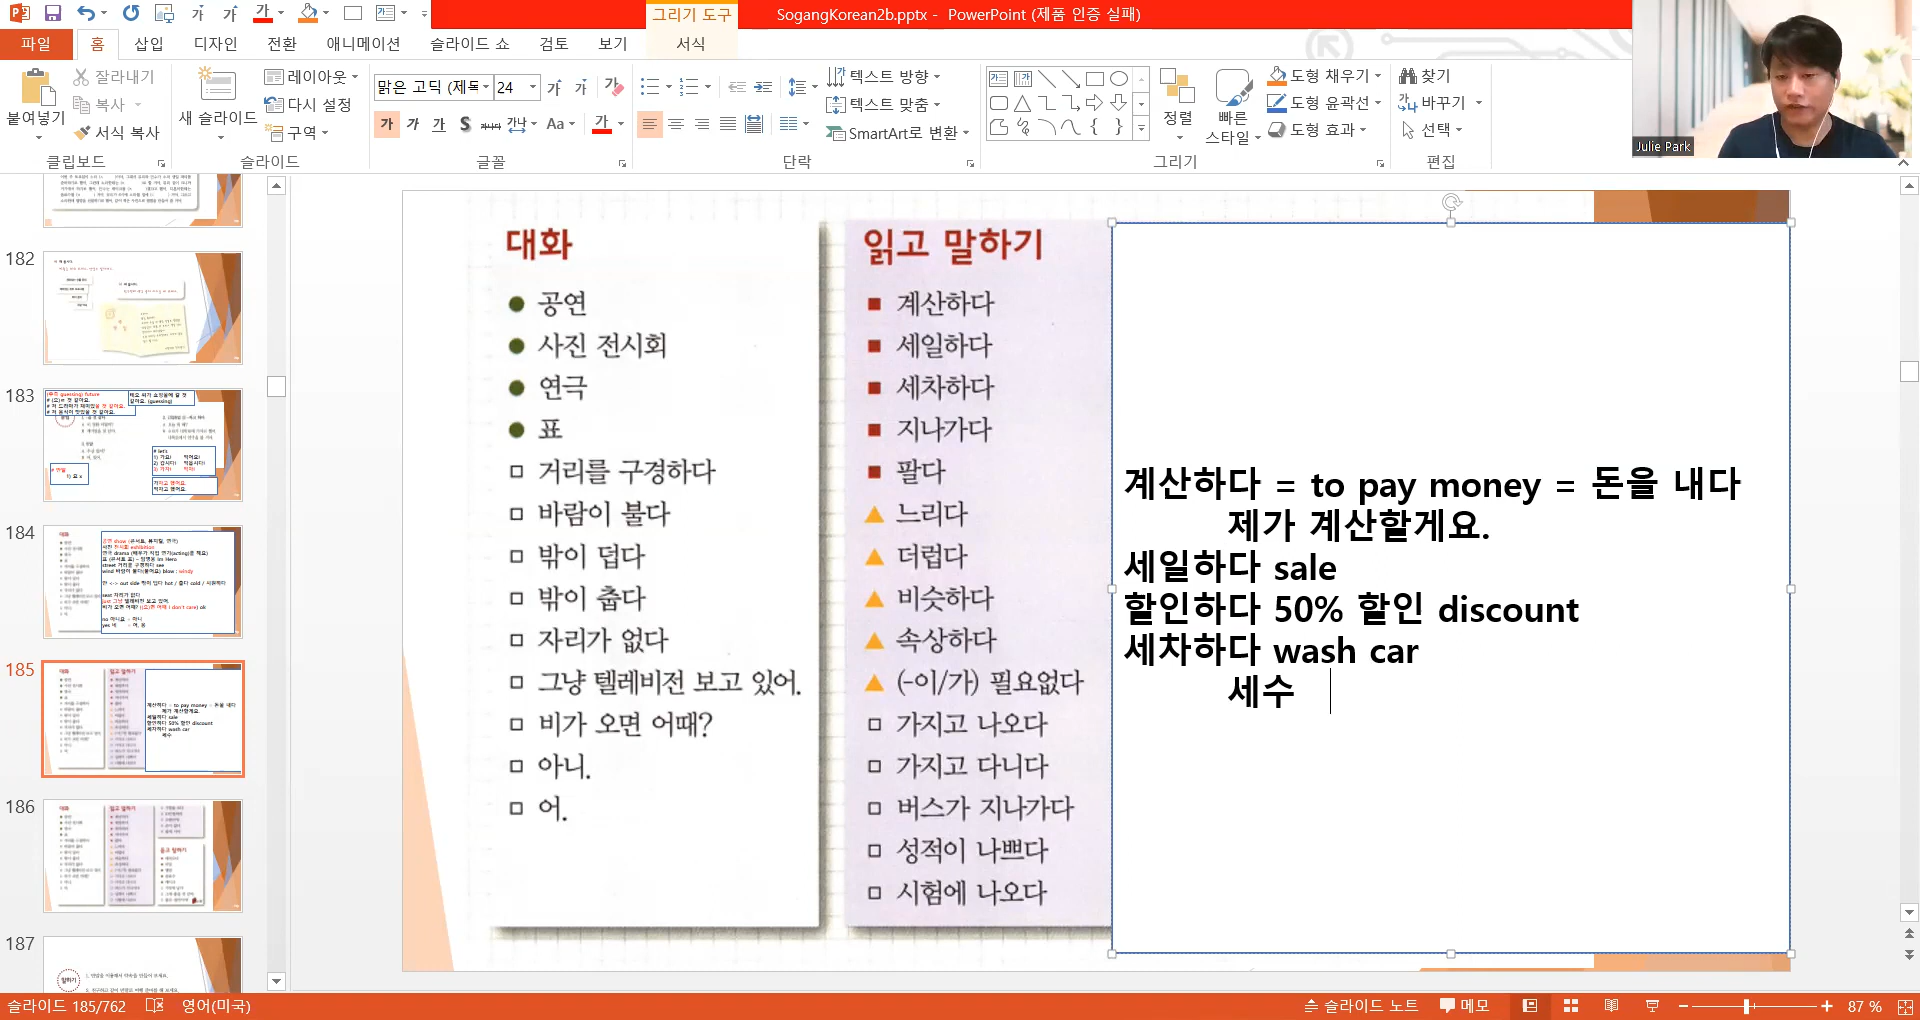 그리기 도구
SogangKorean2b.pptx - PowerPoint (제품 인증 실패)
파일 홈 삽입 디자인 전환 애니메이션 슬라이드 쇼 검토 보기 서식
붙여넣기
잘라내기
복사
서식 복사
클립보드
새 슬라이드
레이아웃
다시 설정
구역
슬라이드
맑은 고딕 (제목 24
가 가 가 S 간나 Aa 가
글꼴
텍스트 방향
텍스트 맞춤
SmartArt로 변환
단락
정렬
빠른 스타일
도형 채우기
도형 윤곽선
도형 효과
그리기
찾기
바꾸기
선택
편집
Julie Park
182
183
184
185
186
187
대화
공연
사진 전시회
연극
표
거리를 구경하다
바람이 불다
밖이 덥다
밖이 춥다
자리가 없다
그냥 텔레비전 보고 있어.
비가 오면 어때?
아니.
어.
읽고 말하기
계산하다
세일하다
세차하다
지나가다
팔다
느리다
더럽다
비슷하다
속상하다
(-이/가) 필요없다
가지고 나오다
가지고 다니다
버스가 지나가다
성적이 나쁘다
시험에 나오다
계산하다 = to pay money = 돈을 내다
제가 계산할게요.
세일하다 sale
할인하다 50% 할인 discount
세차하다 wash car
세수
슬라이드 185/762 영어(미국)
슬라이드 노트 메모 87 %